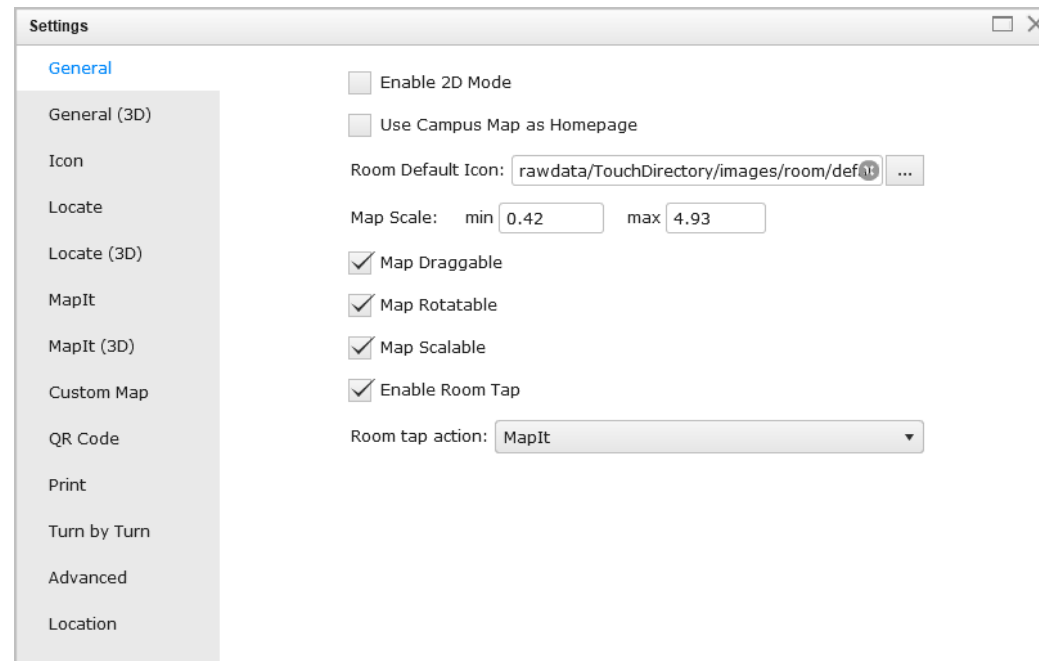 Settings
General
General (3D)
Icon
Locate
Locate (3D)
MapIt
MapIt (3D)
Custom Map
QR Code
Print
Turn by Turn
Advanced
Location
Enable 2D Mode
Use Campus Map as Homepage
Room Default Icon: rawdata/TouchDirectory/images/room/def ...
Map Scale: min 0.42 max 4.93
Map Draggable
Map Rotatable
Map Scalable
Enable Room Tap
Room tap action: MapIt